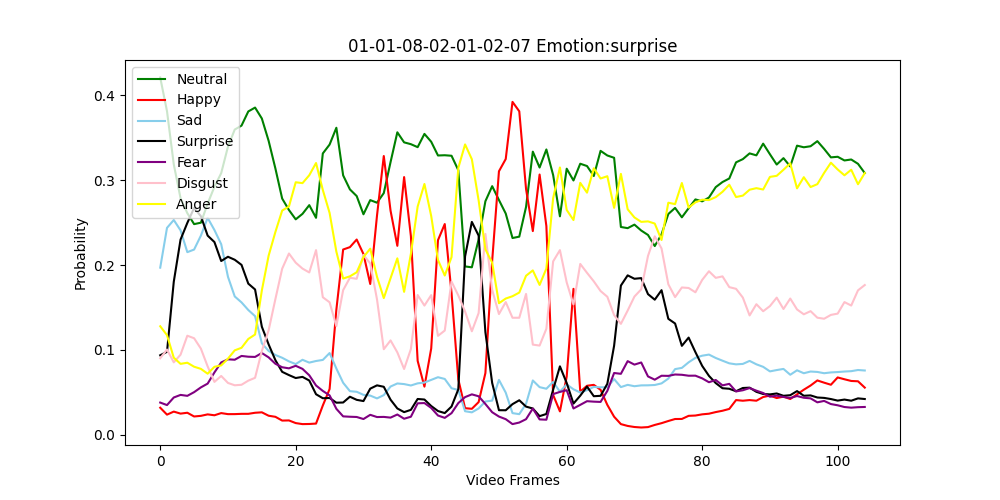 01-01-08-02-01-02-07 Emotion:surprise
Neutral
Happy
Sad
Surprise
Fear
Disgust
Anger
Probability
0.4
0.3
0.2
0.1
0.0
0 20 40 60 80 100
Video Frames